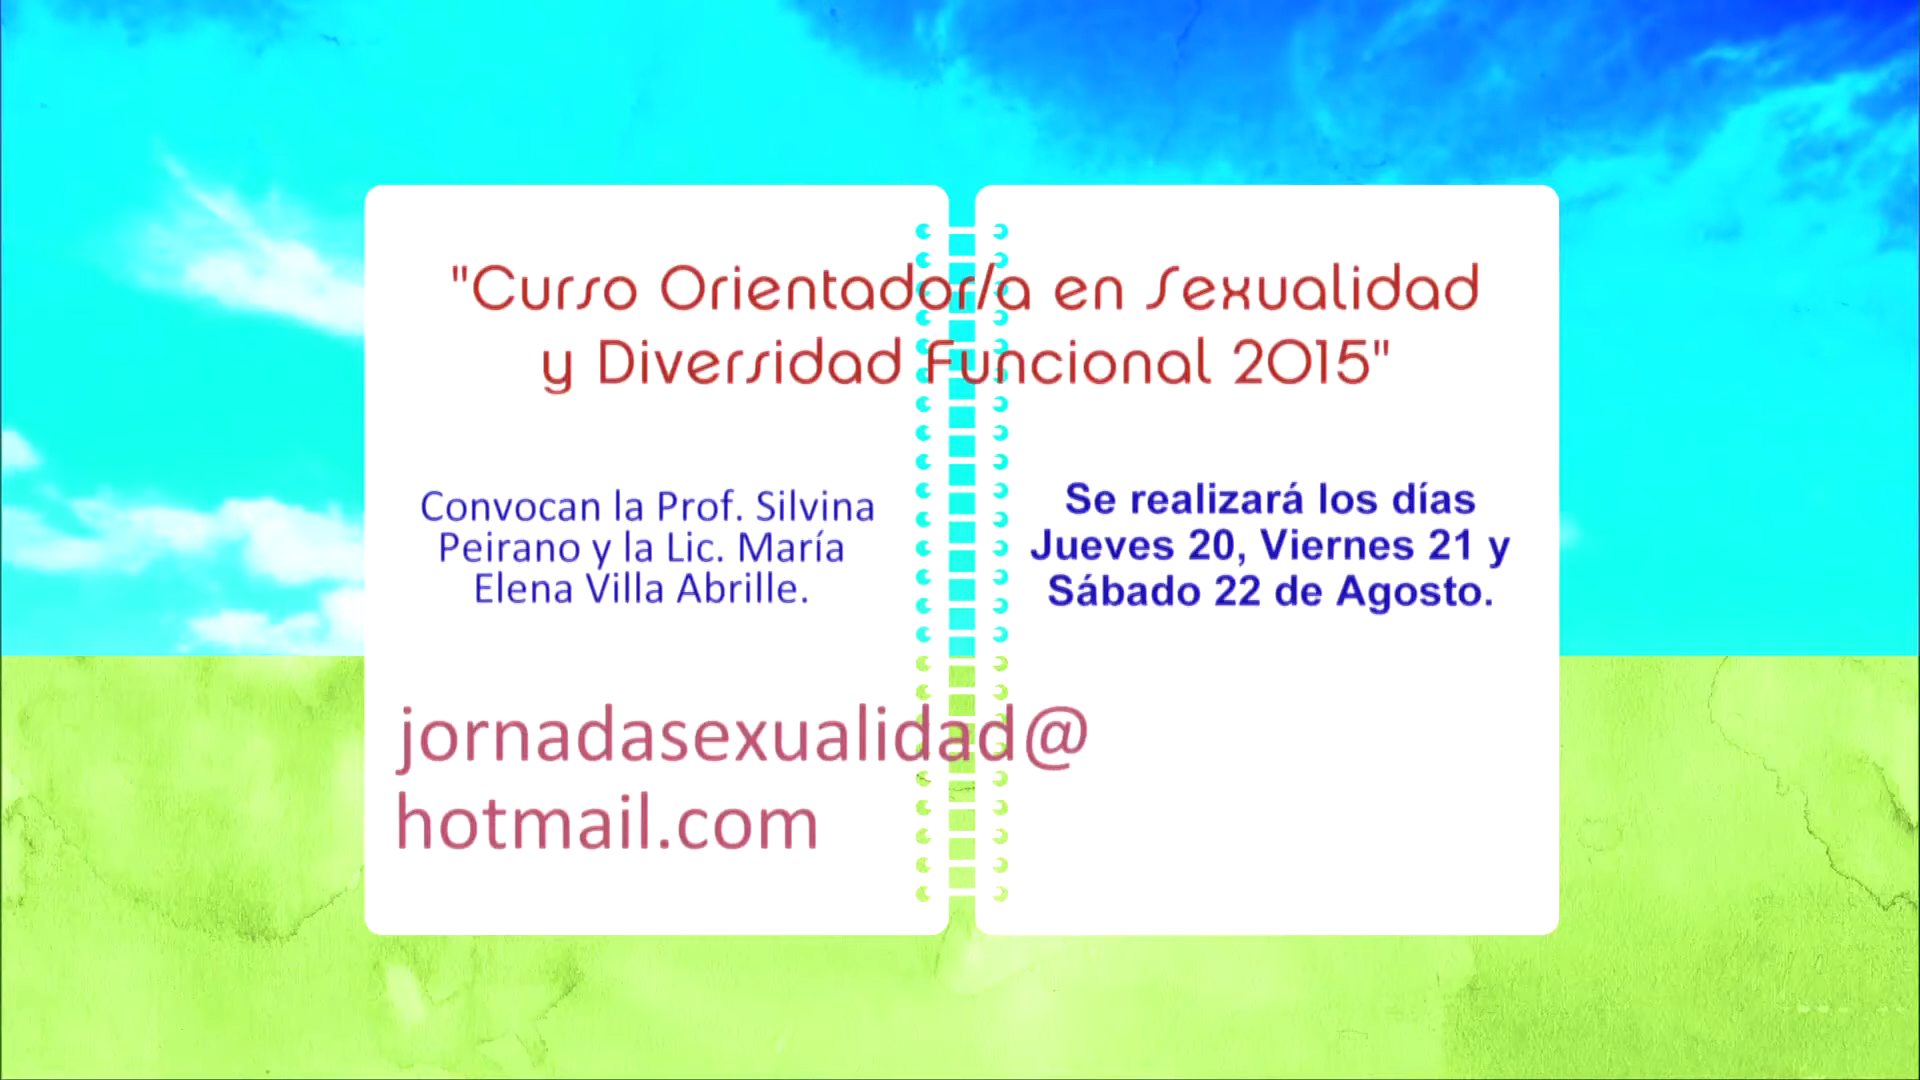 "Curso Orientador/a en Sexualidad
y Diversidad Funcional 2015"
Convocan la Prof. Silvina
Peirano y la Lic. María
Elena Villa Abrille.
Se realizará los días
Jueves 20, Viernes 21 y
Sábado 22 de Agosto.
jornadasexualidad@
hotmail.com